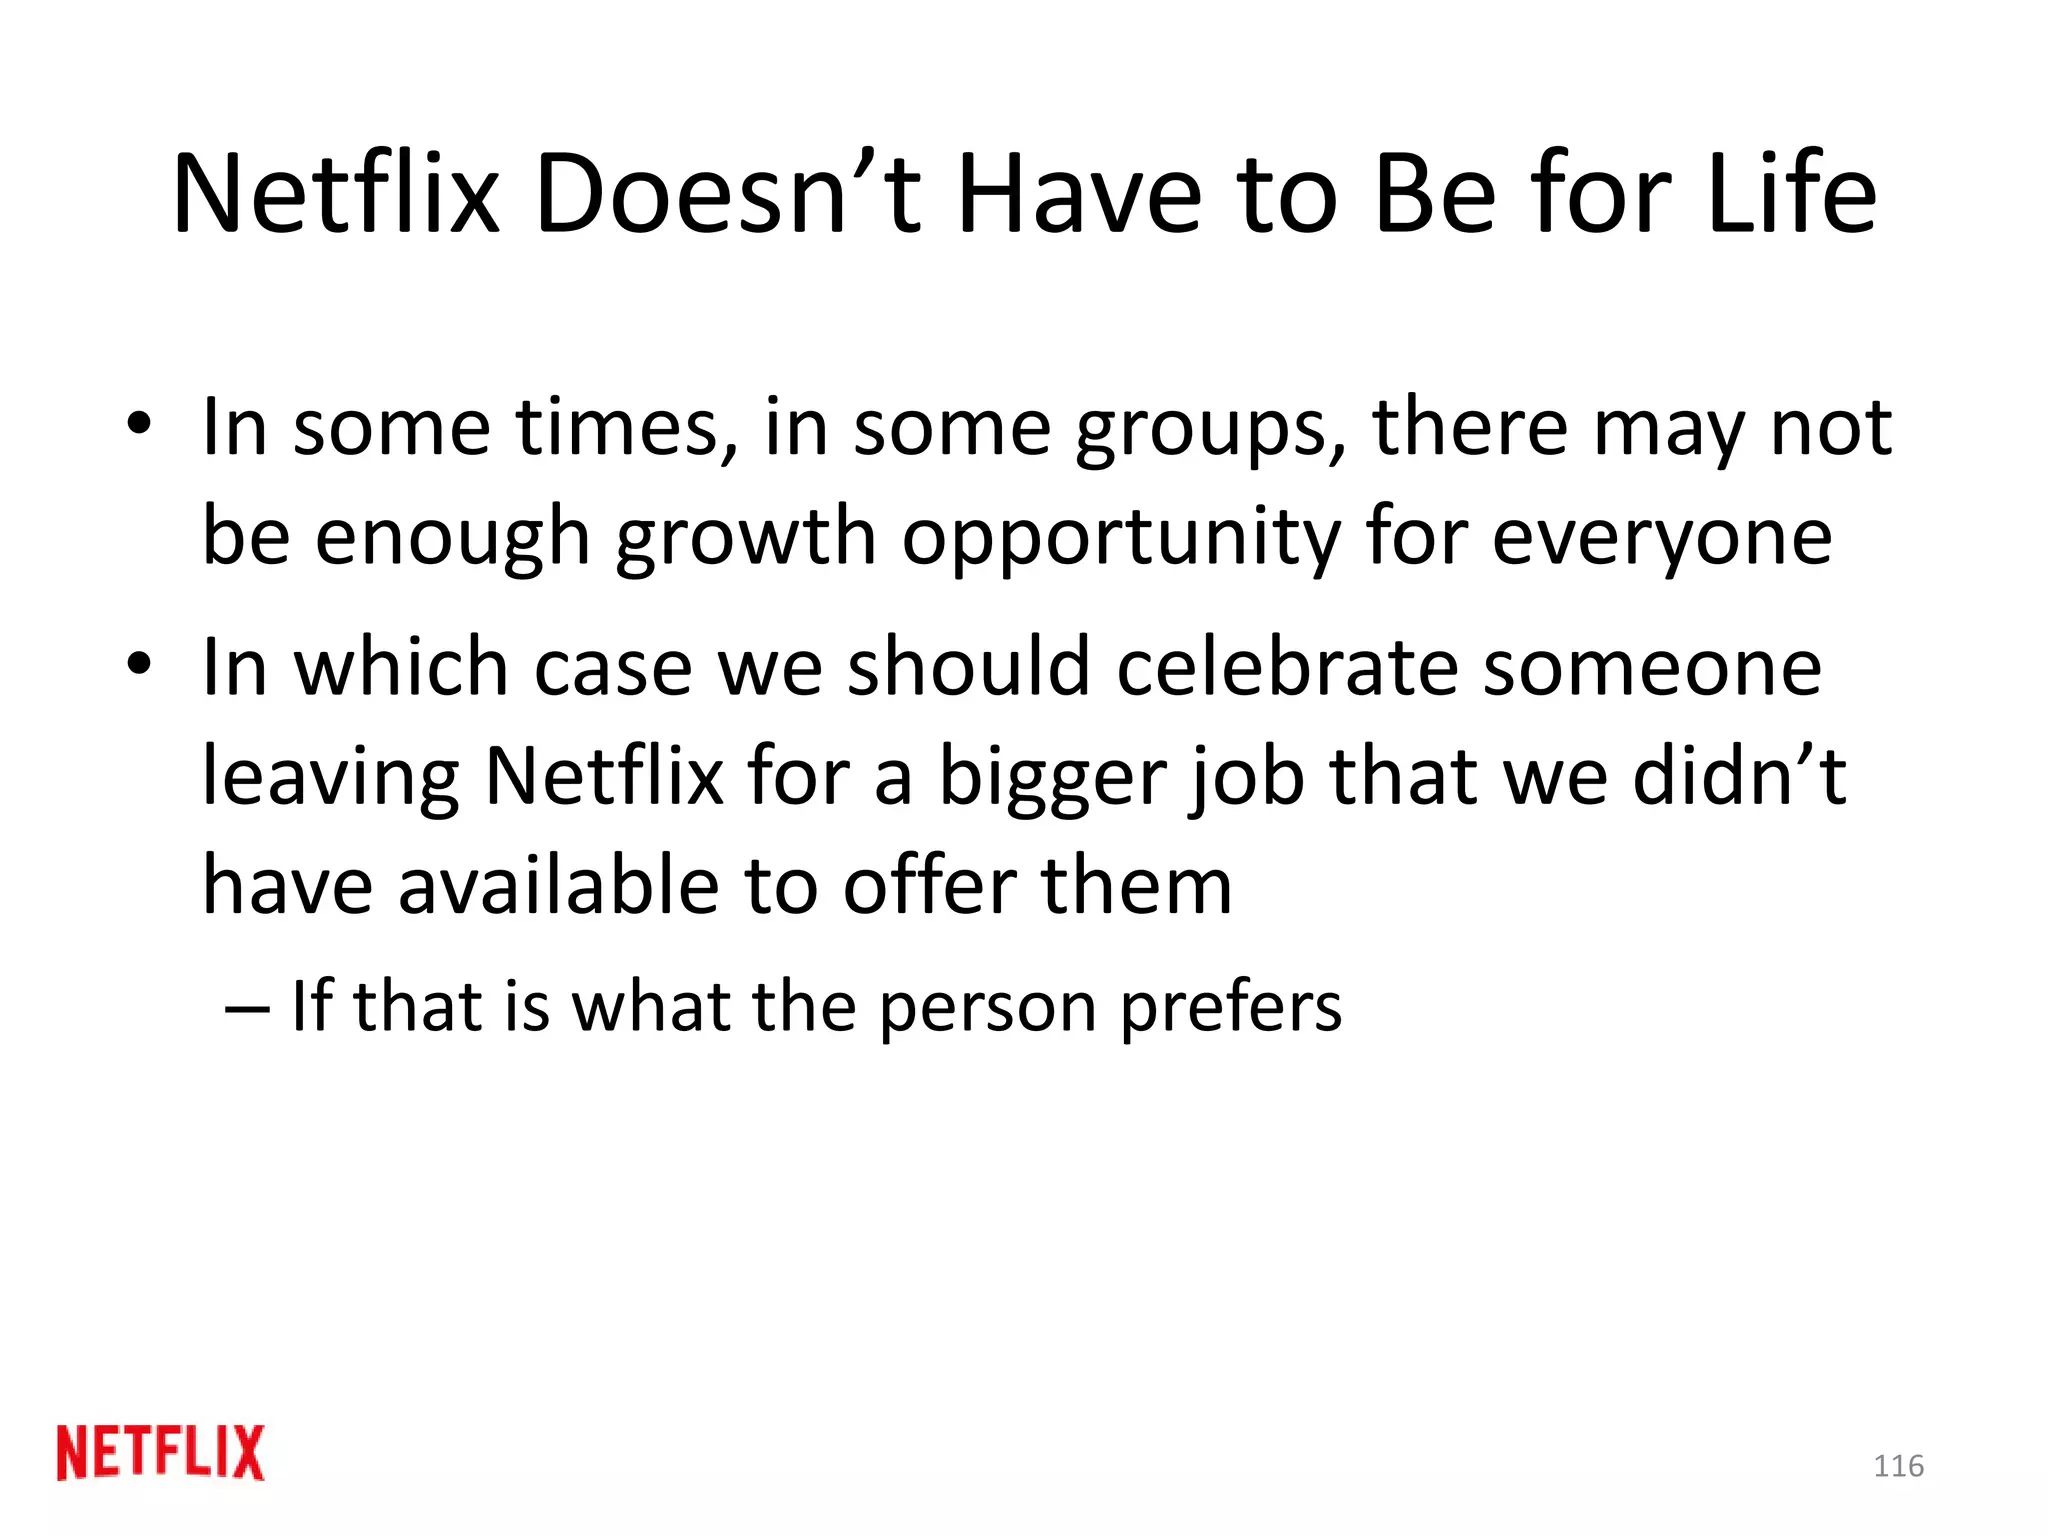 Netflix Doesn’t Have to Be for Life
• In some times, in some groups, there may not
be enough growth opportunity for everyone
• In which case we should celebrate someone
leaving Netflix for a bigger job that we didn’t
have available to offer them
– If that is what the person prefers
NETFLIX
116